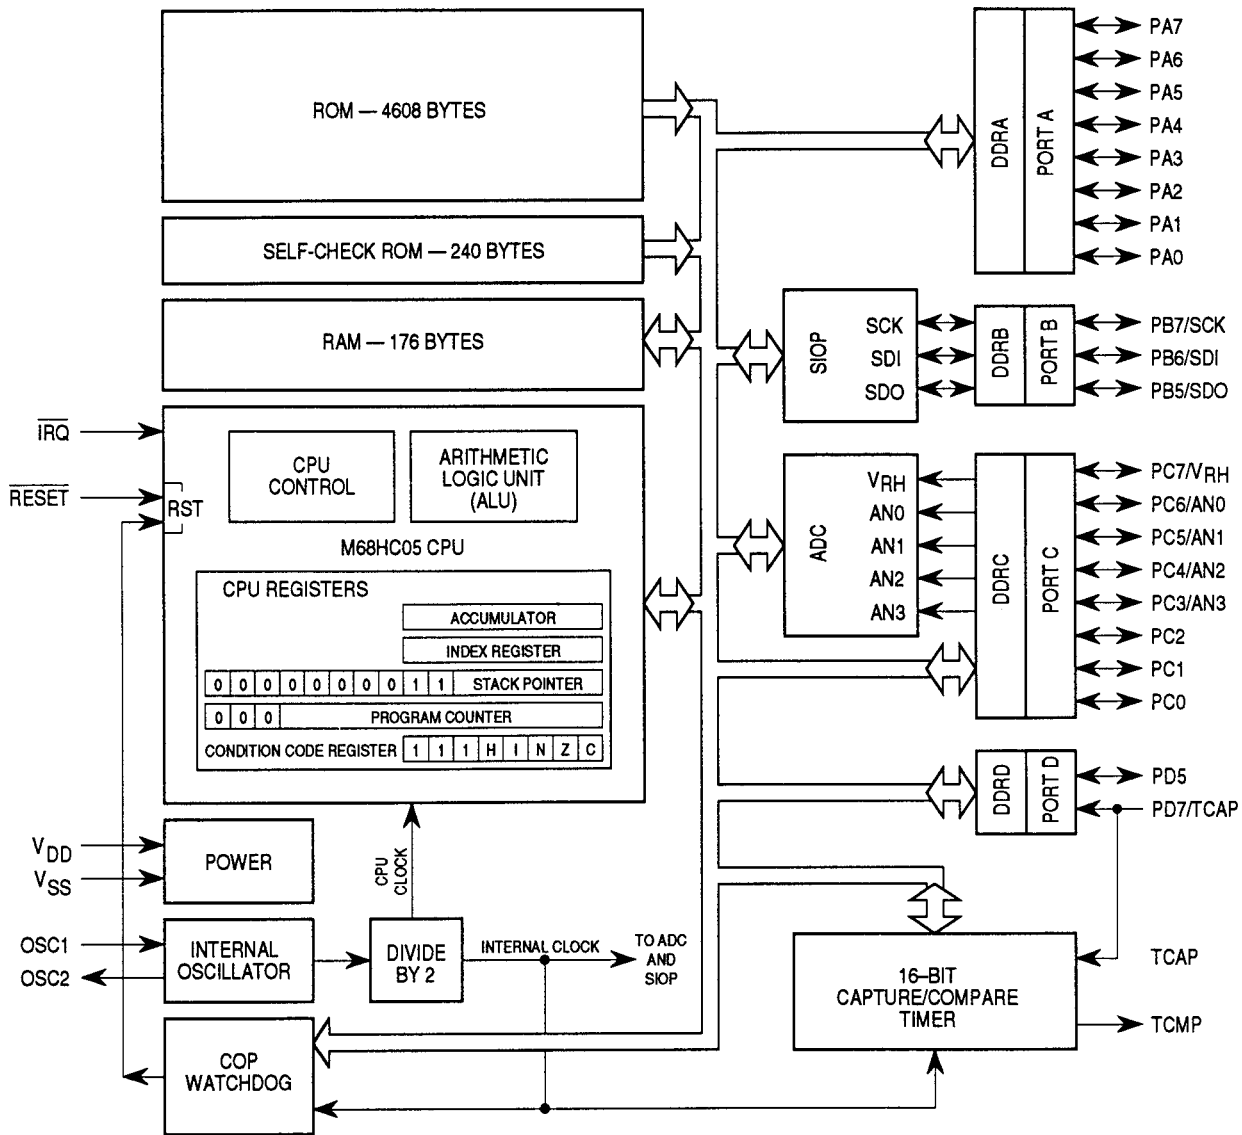 ROM — 4608 BYTES
SELF-CHECK ROM — 240 BYTES
RAM — 176 BYTES
IRQ
RESET
RST
CPU
CONTROL
ARITHMETIC
LOGIC UNIT
(ALU)
M68HC05 CPU
CPU REGISTERS
ACCUMULATOR
INDEX REGISTER
0 0 0 0 0 0 0 0 1 1 STACK POINTER
0 0 0 PROGRAM COUNTER
CONDITION CODE REGISTER 1 1 1 H I N Z C
VDD
VSS
POWER
CPU
CLOCK
OSC1
OSC2
INTERNAL
OSCILLATOR
DIVIDE
BY 2
INTERNAL CLOCK
TO ADC
AND
SIOP
COP
WATCHDOG
DDRA
PORT A
PA7
PA6
PA5
PA4
PA3
PA2
PA1
PA0
SIOP
SCK
SDI
SDO
DDRB
PORT B
PB7/SCK
PB6/SDI
PB5/SDO
ADC
VRH
AN0
AN1
AN2
AN3
DDRC
PORT C
PC7/VRH
PC6/AN0
PC5/AN1
PC4/AN2
PC3/AN3
PC2
PC1
PC0
DDRD
PORT D
PD5
PD7/TCAP
16–BIT
CAPTURE/COMPARE
TIMER
TCAP
TCMP